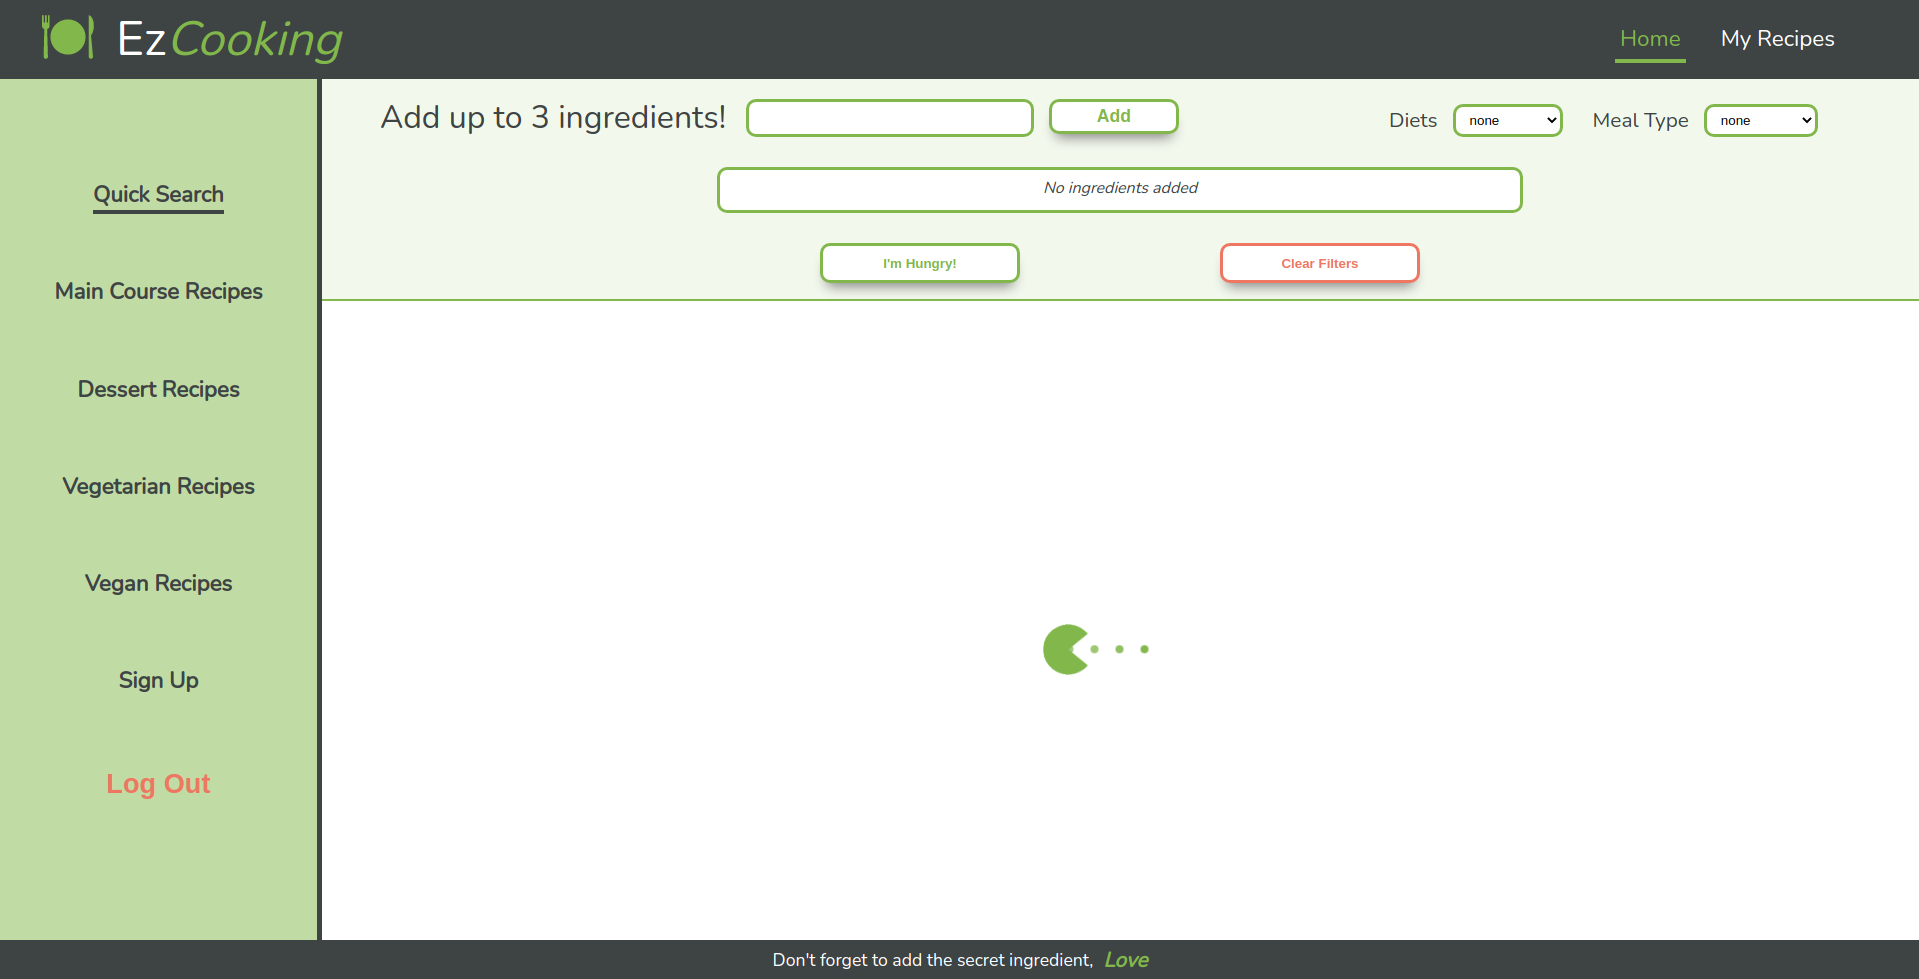 EzCooking
Home
My Recipes
Add up to 3 ingredients!
Add
Diets
none
Meal Type
none
No ingredients added
I'm Hungry!
Clear Filters
Quick Search
Main Course Recipes
Dessert Recipes
Vegetarian Recipes
Vegan Recipes
Sign Up
Log Out
Don't forget to add the secret ingredient, Love